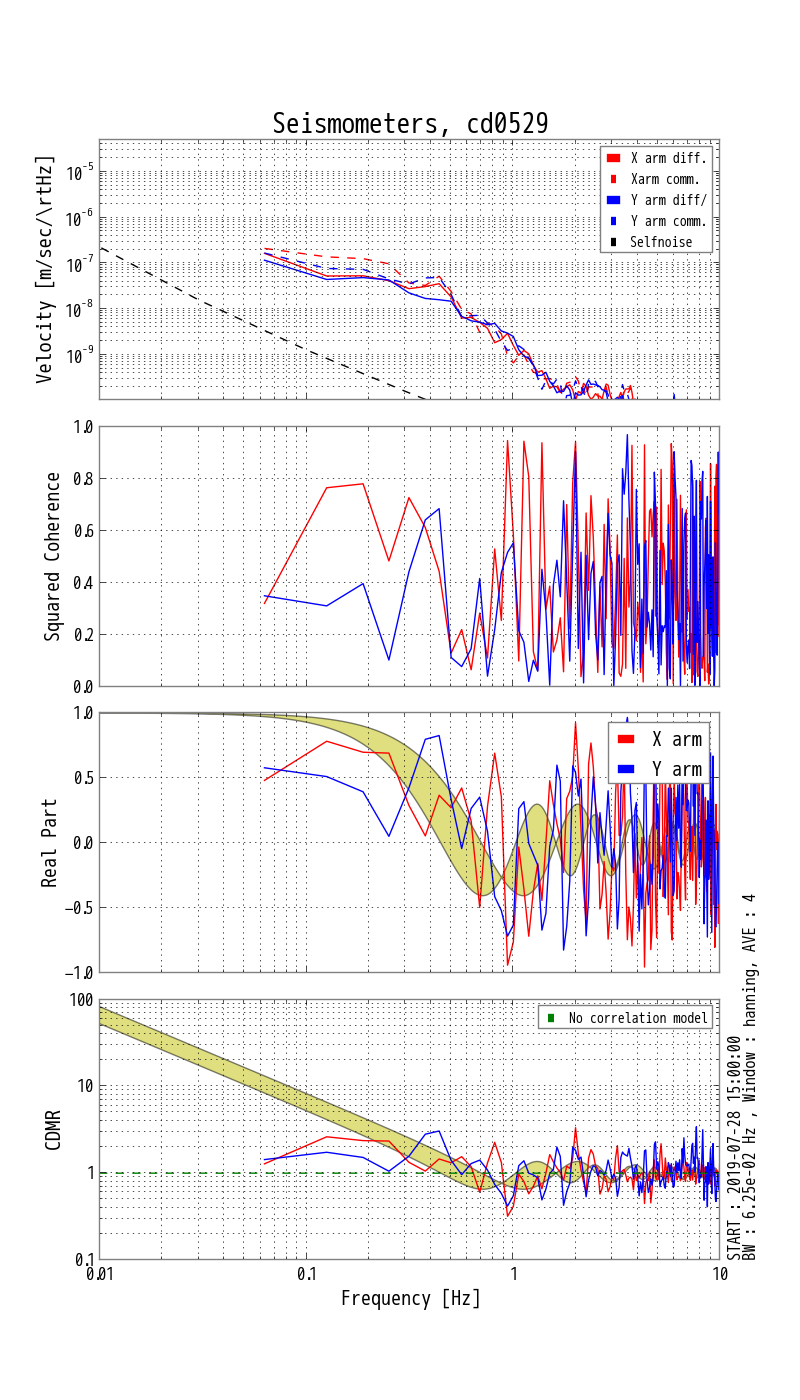 Seismometers, cd0529
Velocity [m/sec/\rtHz]
10^-5
10^-6
10^-7
10^-8
10^-9
X arm diff.
Xarm comm.
Y arm diff/
Y arm comm.
Selfnoise
Squared Coherence
1.0
0.8
0.6
0.4
0.2
0.0
Real Part
1.0
0.5
0.0
−0.5
−1.0
X arm
Y arm
CDMR
100
10
1
0.1
No correlation model
0.01
0.1
1
10
Frequency [Hz]
START : 2019-07-28 15:00:00
BW : 6.25e-02 Hz , Window : hanning, AVE : 4